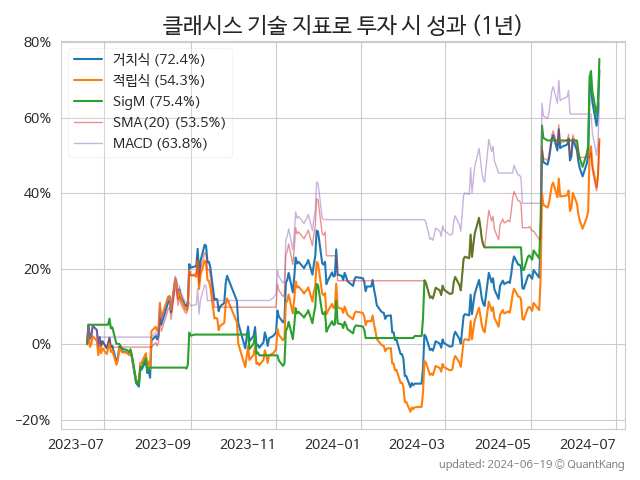 클래시스 기술 지표로 투자 시 성과 (1년)
80%
60%
40%
20%
0%
−20%
거치식 (72.4%)
적립식 (54.3%)
SigM (75.4%)
SMA(20) (53.5%)
MACD (63.8%)
2023−07 2023−09 2023−11 2024−01 2024−03 2024−05 2024−07
updated: 2024-06-19 ⓒ QuantKang